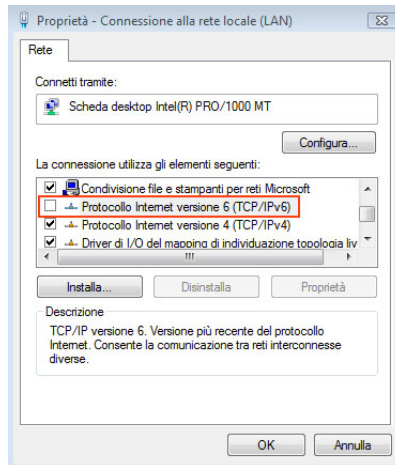 Proprietà - Connessione alla rete locale (LAN)
Rete
Connetti tramite:
Scheda desktop Intel(R) PRO/1000 MT
Configura...
La connessione utilizza gli elementi seguenti:
Condivisione file e stampanti per reti Microsoft
Protocollo Internet versione 6 (TCP/IPv6)
Protocollo Internet versione 4 (TCP/IPv4)
Driver di I/O del mapping di individuazione topologia liv
Installa... Disinstalla Proprietà
Descrizione
TCP/IP versione 6. Versione più recente del protocollo
Internet. Consente la comunicazione tra reti interconnesse
diverse.
OK Annulla